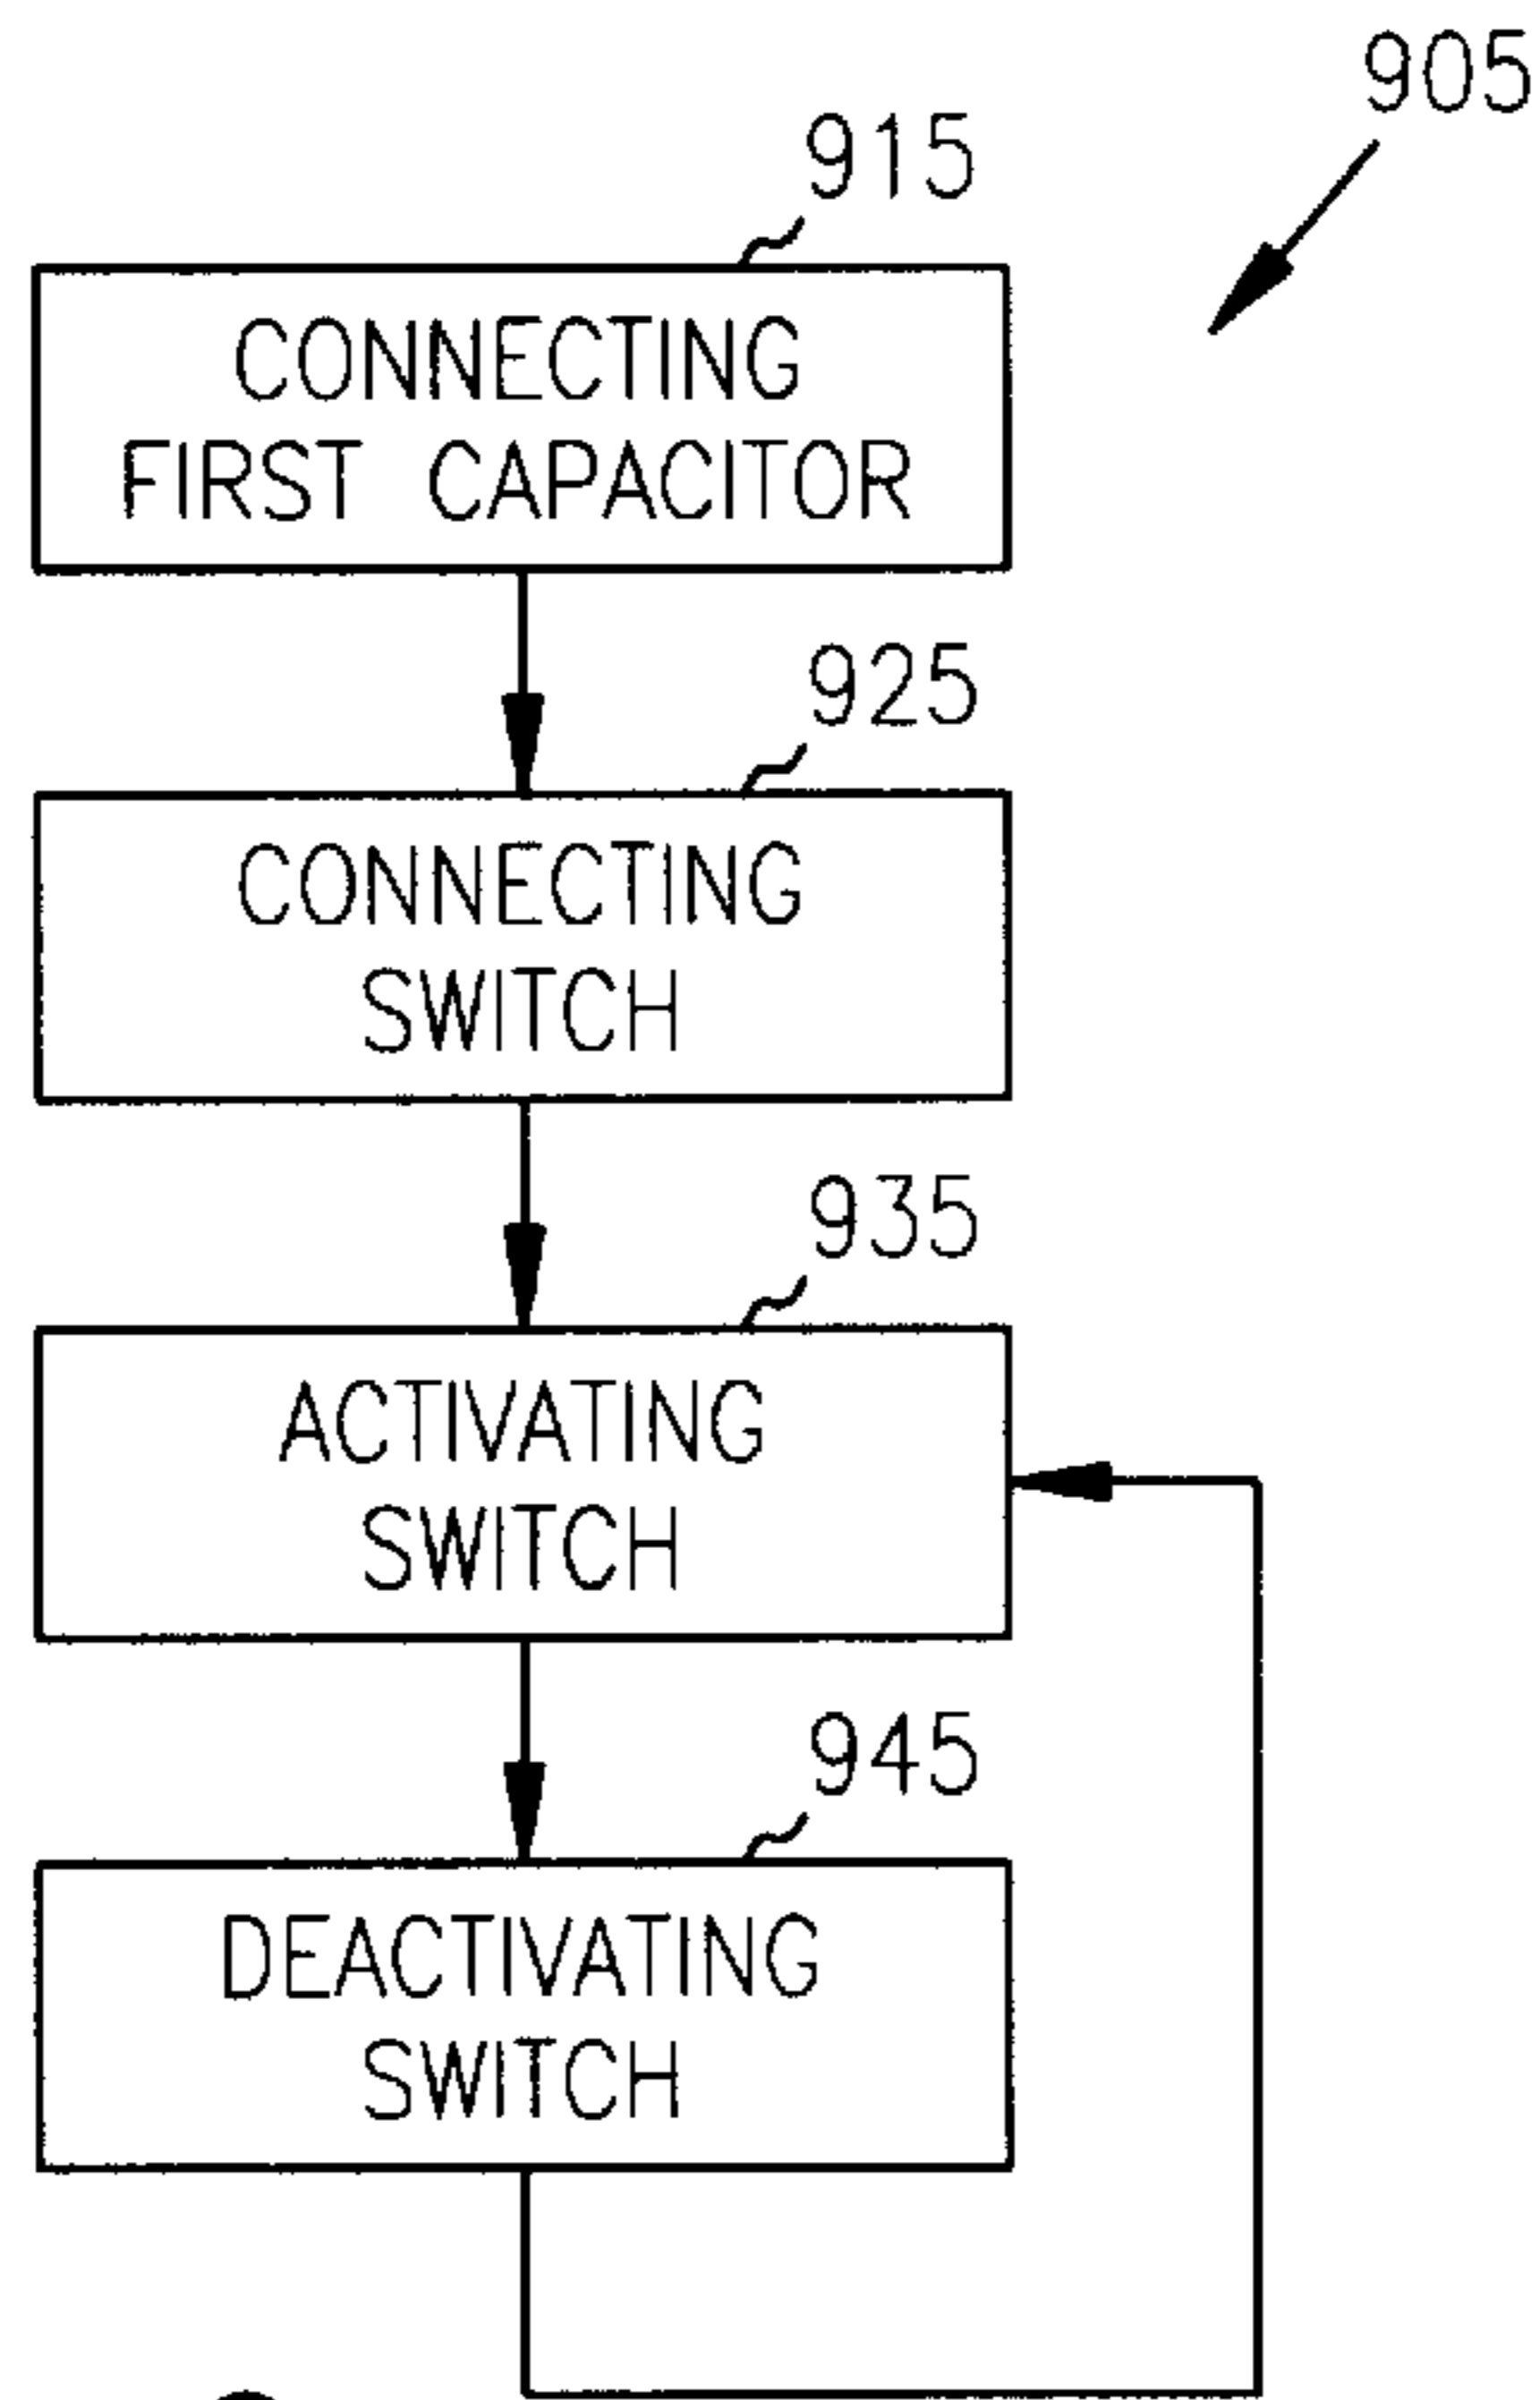 905
915
CONNECTING
FIRST CAPACITOR
925
CONNECTING
SWITCH
935
ACTIVATING
SWITCH
945
DEACTIVATING
SWITCH